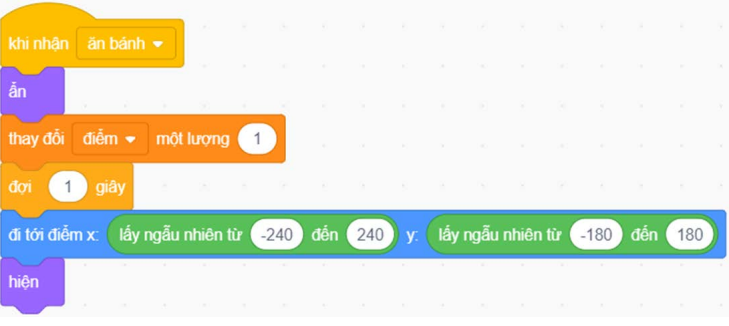 khi nhận ăn bánh
ẩn
thay đổi điểm một lượng 1
đợi 1 giây
đi tới điểm x: lấy ngẫu nhiên từ -240 đến 240 y: lấy ngẫu nhiên từ -180 đến 180
hiện